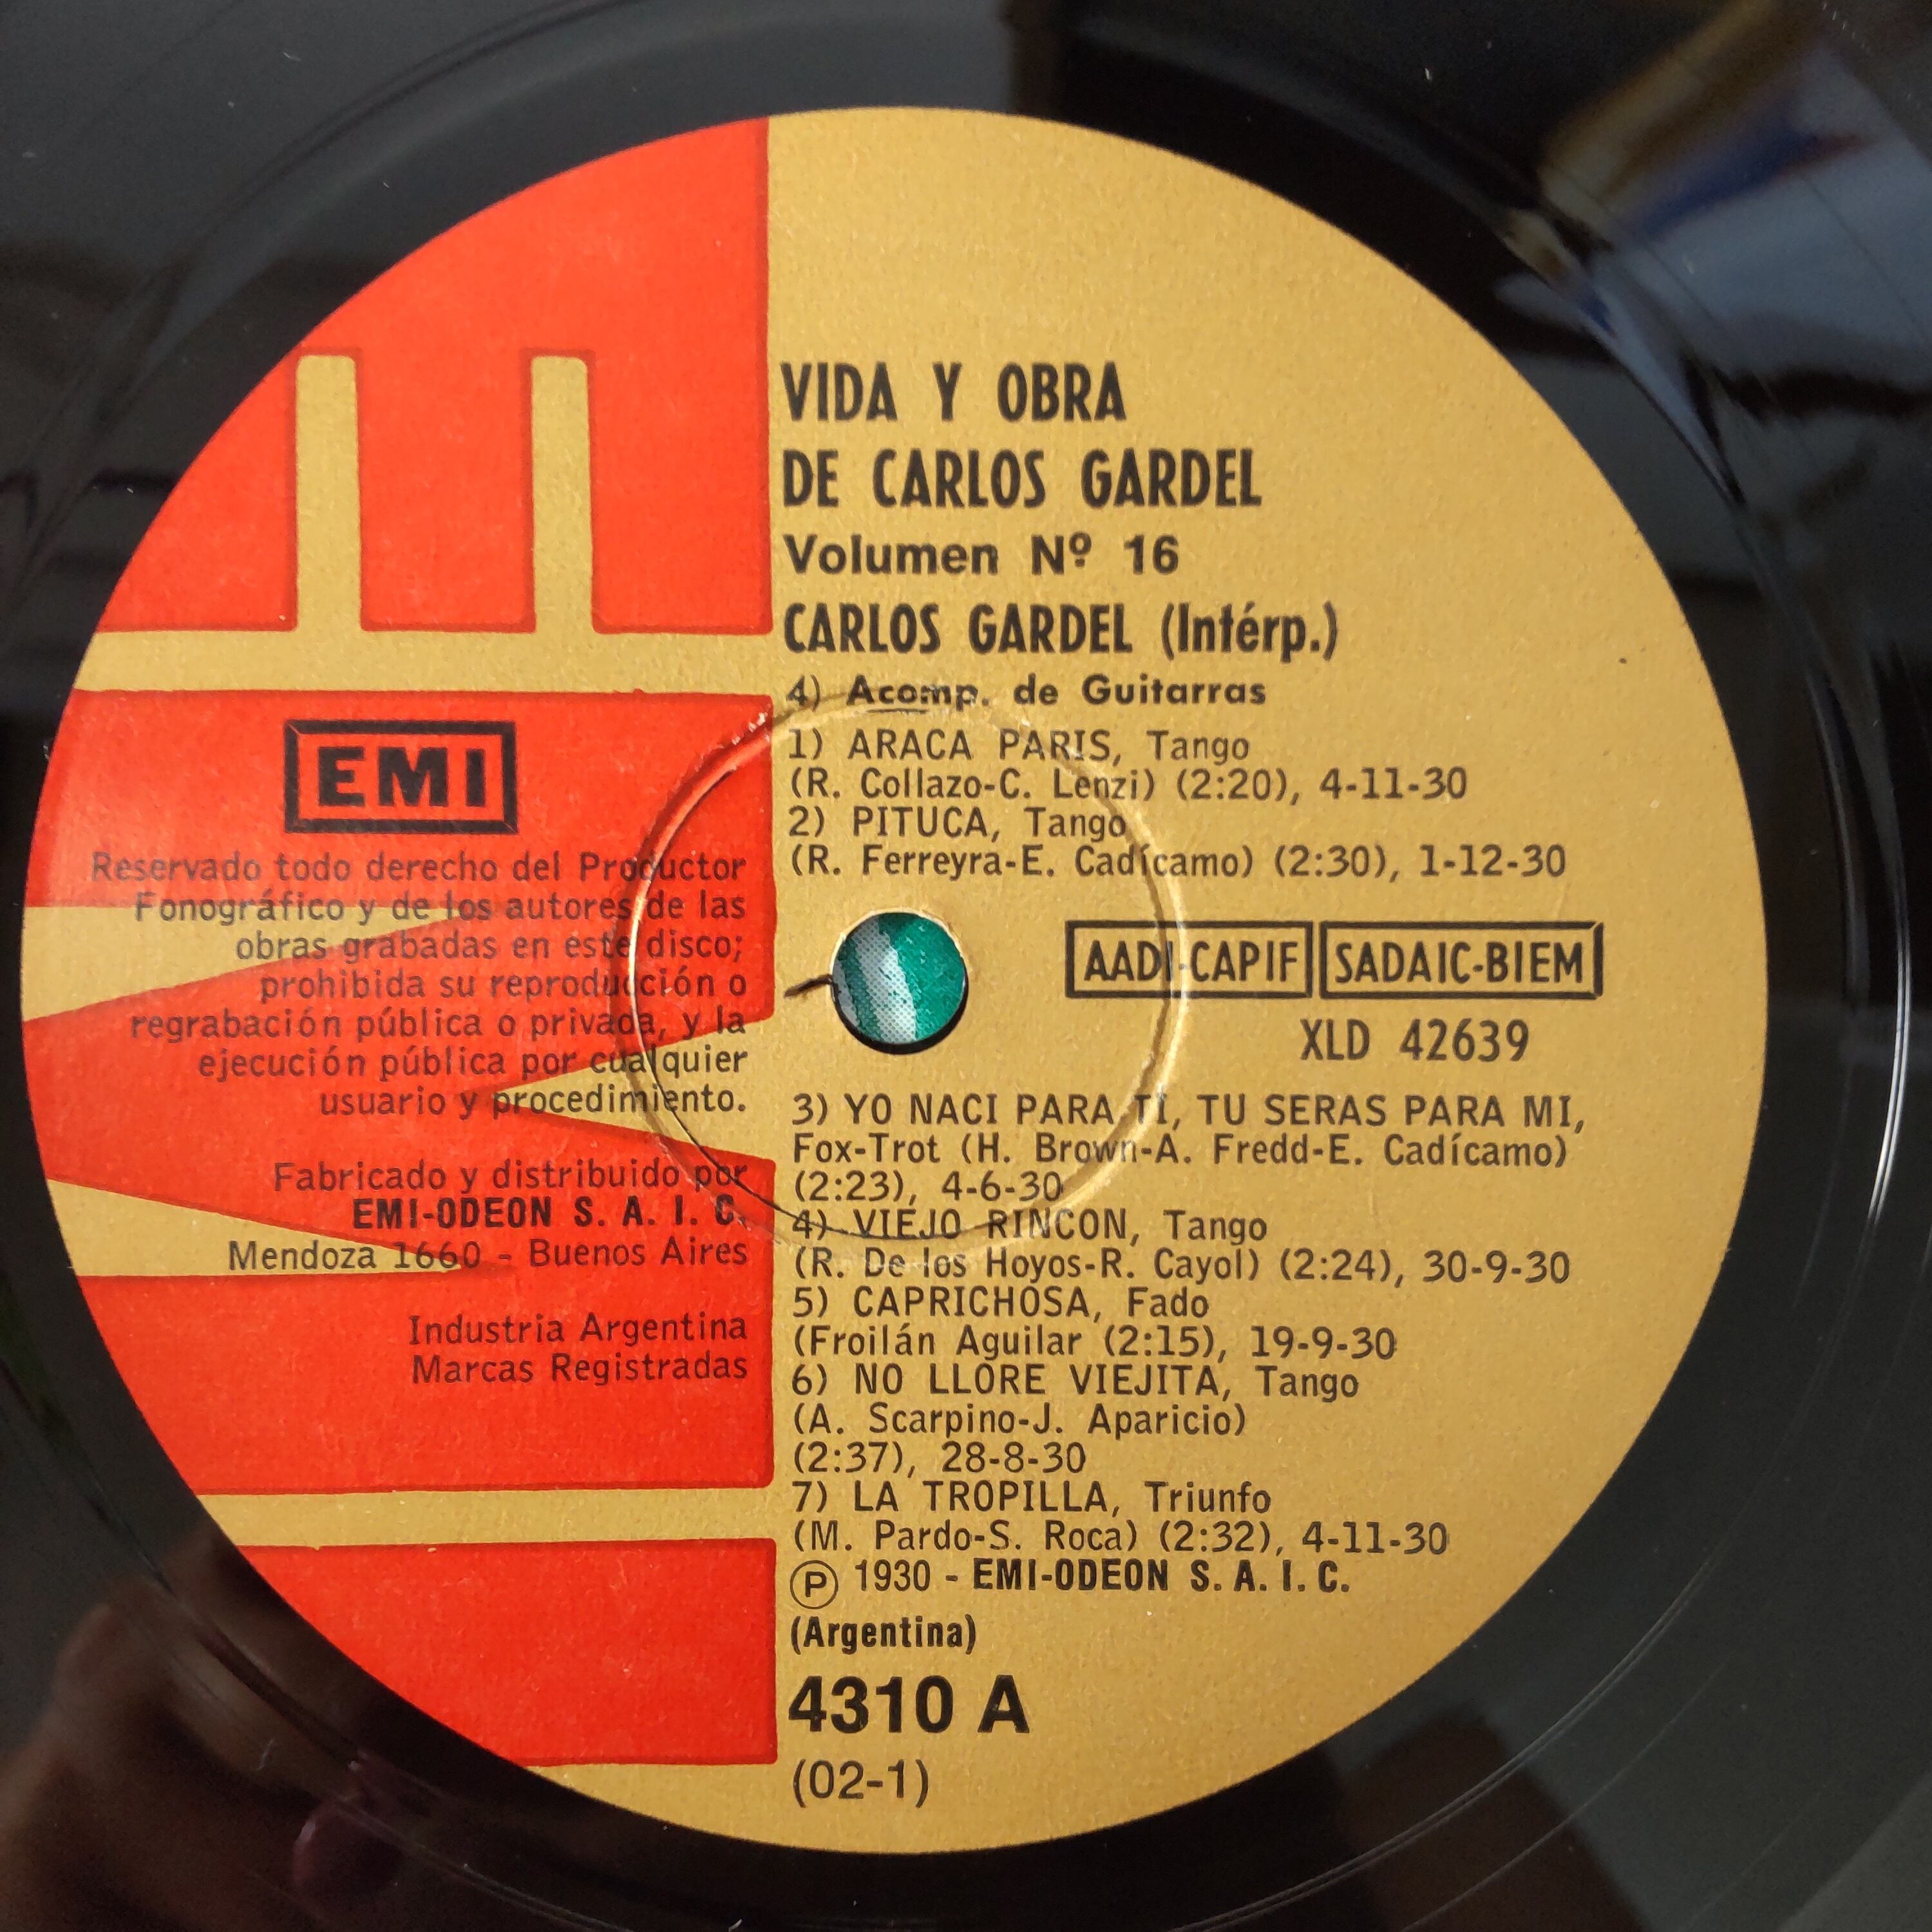 VIDA Y OBRA
DE CARLOS GARDEL
Volumen Nº 16
CARLOS GARDEL (Intérp.)
4) Acomp. de Guitarras
1) ARACA PARIS, Tango
(R. Collazo-C. Lenzi) (2:20), 4-11-30
2) PITUCA, Tango
(R. Ferreyra-E. Cadícamo) (2:30), 1-12-30
AADI-CAPIF SADAIC-BIEM
XLD 42639
3) YO NACI PARA TI, TU SERAS PARA MI,
Fox-Trot (H. Brown-A. Fredd-E. Cadícamo)
(2:23), 4-6-30
4) VIEJO RINCON, Tango
(R. De los Hoyos-R. Cayol) (2:24), 30-9-30
5) CAPRICHOSA, Fado
(Froilán Aguilar (2:15), 19-9-30
6) NO LLORE VIEJITA, Tango
(A. Scarpino-J. Aparicio)
(2:37), 28-8-30
7) LA TROPILLA, Triunfo
(M. Pardo-S. Roca) (2:32), 4-11-30
Ⓟ 1930 - EMI-ODEON S. A. I. C.
(Argentina)
4310 A
(02-1)
EMI
Reservado todo derecho del Productor
Fonográfico y de los autores de las
obras grabadas en este disco;
prohibida su reproducción o
regrabación pública o privada, y la
ejecución pública por cualquier
usuario y procedimiento.
Fabricado y distribuido por
EMI-ODEON S. A. I. C.
Mendoza 1660 - Buenos Aires
Industria Argentina
Marcas Registradas
EMI